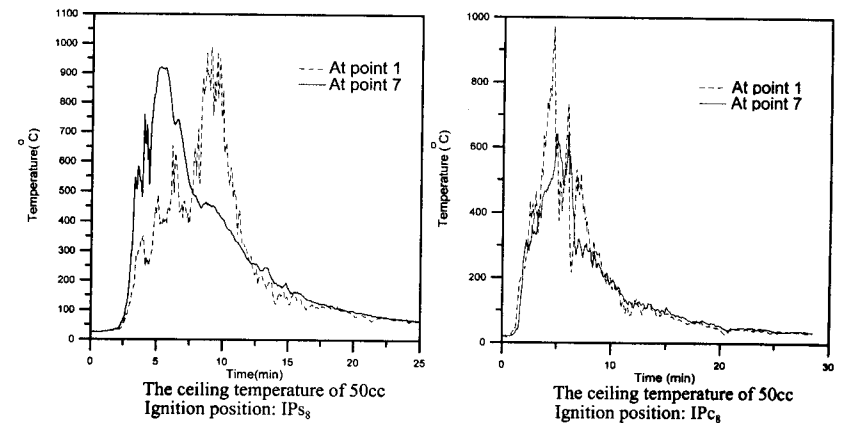 1100
1000
900
800
700
600
500
400
300
200
100
0
Temperature( °C)
0 5 10 15 20 25
Time(min)
At point 1
At point 7
The ceiling temperature of 50cc
Ignition position: IPs₈
1000
800
600
400
200
0
Temperature ( °C)
0 10 20 30
Time (min)
At point 1
At point 7
The ceiling temperature of 50cc
Ignition position: IPc₈